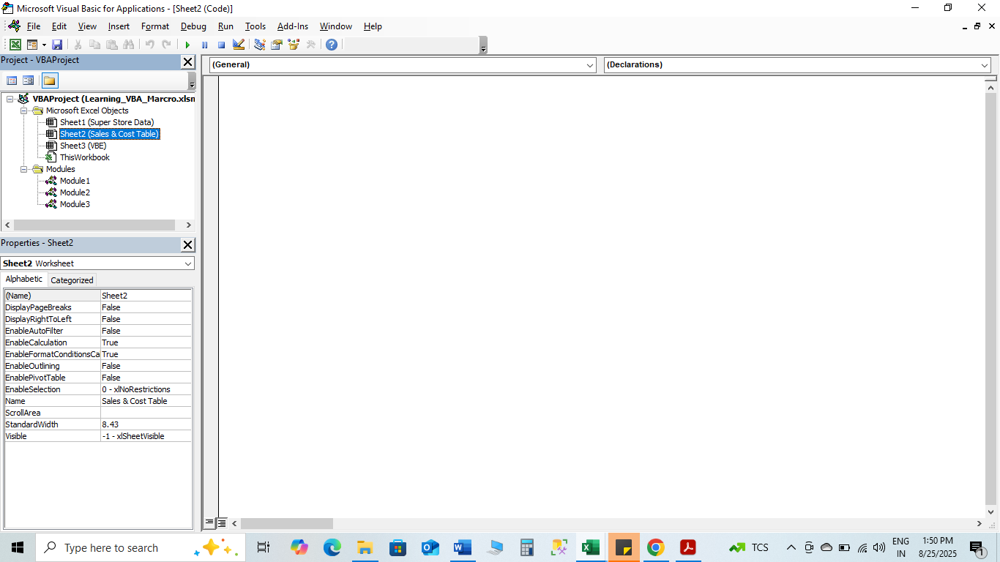 Microsoft Visual Basic for Applications - [Sheet2 (Code)]
File Edit View Insert Format Debug Run Tools Add-Ins Window Help
Project - VBAProject
(General) (Declarations)
VBAProject (Learning_VBA_Marcro.xlsm
Microsoft Excel Objects
Sheet1 (Super Store Data)
Sheet2 (Sales & Cost Table)
Sheet3 (VBE)
ThisWorkbook
Modules
Module1
Module2
Module3
Properties - Sheet2
Sheet2 Worksheet
Alphabetic Categorized
(Name) Sheet2
DisplayPageBreaks False
DisplayRightToLeft False
EnableAutoFilter False
EnableCalculation True
EnableFormatConditionsCa True
EnableOutlining False
EnablePivotTable False
EnableSelection 0 - xlNoRestrictions
Name Sales & Cost Table
ScrollArea
StandardWidth 8.43
Visible -1 - xlSheetVisible
Type here to search
TCS
ENG
IN
1:50 PM
8/25/2025
1